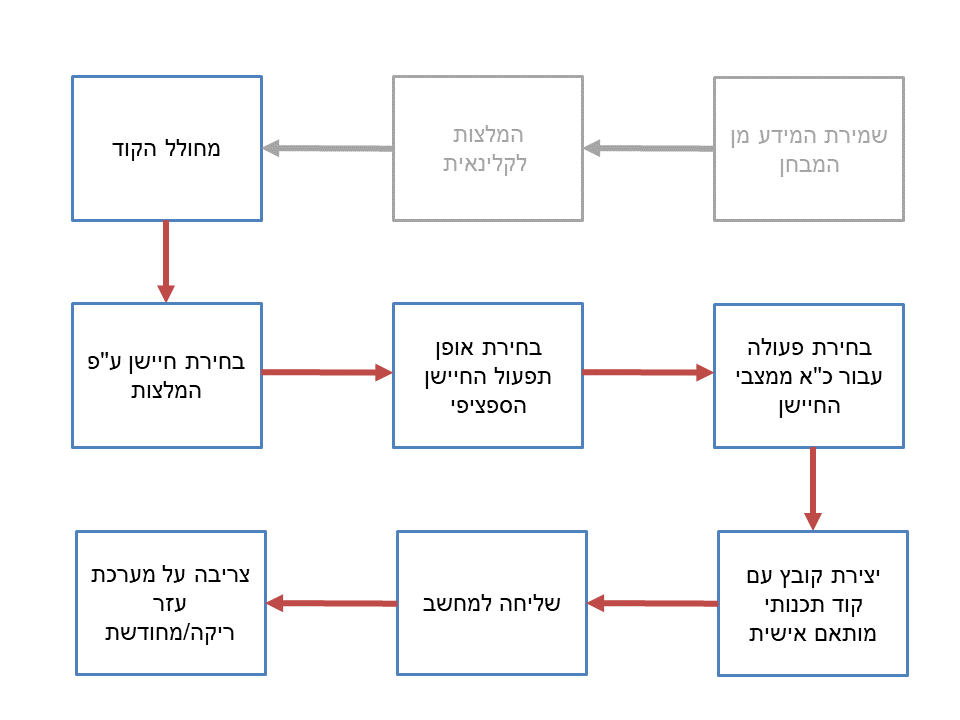 שמירת המידע מן
המבחן
המלצות
לקלינאית
מחולל הקוד
בחירת חיישן ע"פ
המלצות
בחירת אופן
תפעול החיישן
הספציפי
בחירת פעולה
עבור כ"א ממצבי
החיישן
יצירת קובץ עם
קוד תכנותי
מותאם אישית
שליחה למחשב
צריבה על מערכת
עזר
ריקה/מחודשת